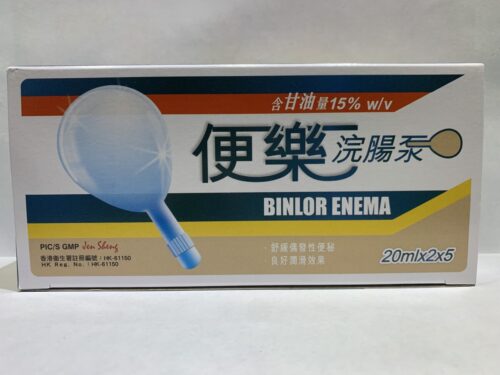 含甘油量15% w/v
便樂浣腸泵
BINLOR ENEMA
· 舒緩偶發性便秘
· 良好潤滑效果
PIC/S GMP Jen Sheng
香港衞生署註冊編號：HK-61150
HK Reg. No.：HK-61150
20mlx2x5